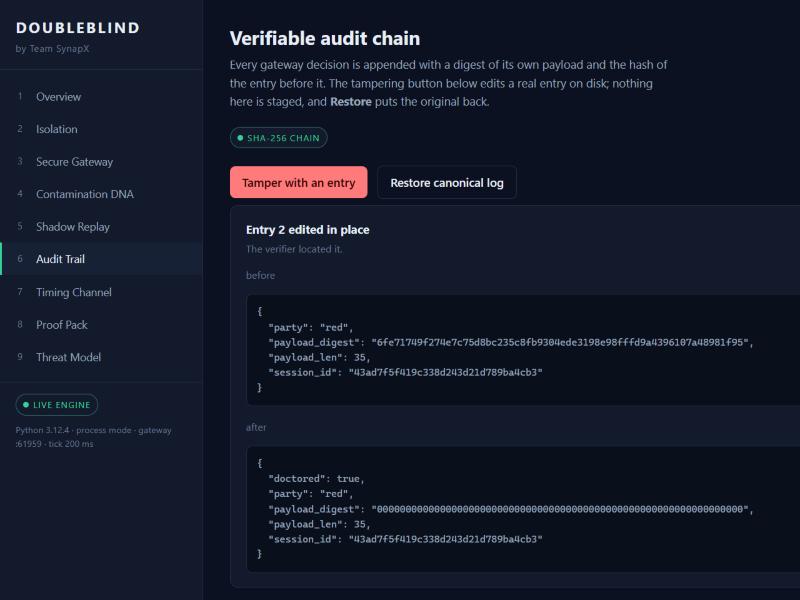 DOUBLEBLIND
by Team SynapX
1 Overview
2 Isolation
3 Secure Gateway
4 Contamination DNA
5 Shadow Replay
6 Audit Trail
7 Timing Channel
8 Proof Pack
9 Threat Model
LIVE ENGINE
Python 3.12.4 · process mode · gateway
:61959 · tick 200 ms
Verifiable audit chain
Every gateway decision is appended with a digest of its own payload and the hash of
the entry before it. The tampering button below edits a real entry on disk; nothing
here is staged, and Restore puts the original back.
SHA-256 CHAIN
Tamper with an entry
Restore canonical log
Entry 2 edited in place
The verifier located it.
before
{
"party": "red",
"payload_digest": "6fe71749f274e7c75d8bc235c8fb9304ede3198e98fffd9a4396107a48981f95",
"payload_len": 35,
"session_id": "43ad7f5f419c338d243d21d789ba4cb3"
}
after
{
"doctored": true,
"party": "red",
"payload_digest": "0000000000000000000000000000000000000000000000000000000000000000",
"payload_len": 35,
"session_id": "43ad7f5f419c338d243d21d789ba4cb3"
}